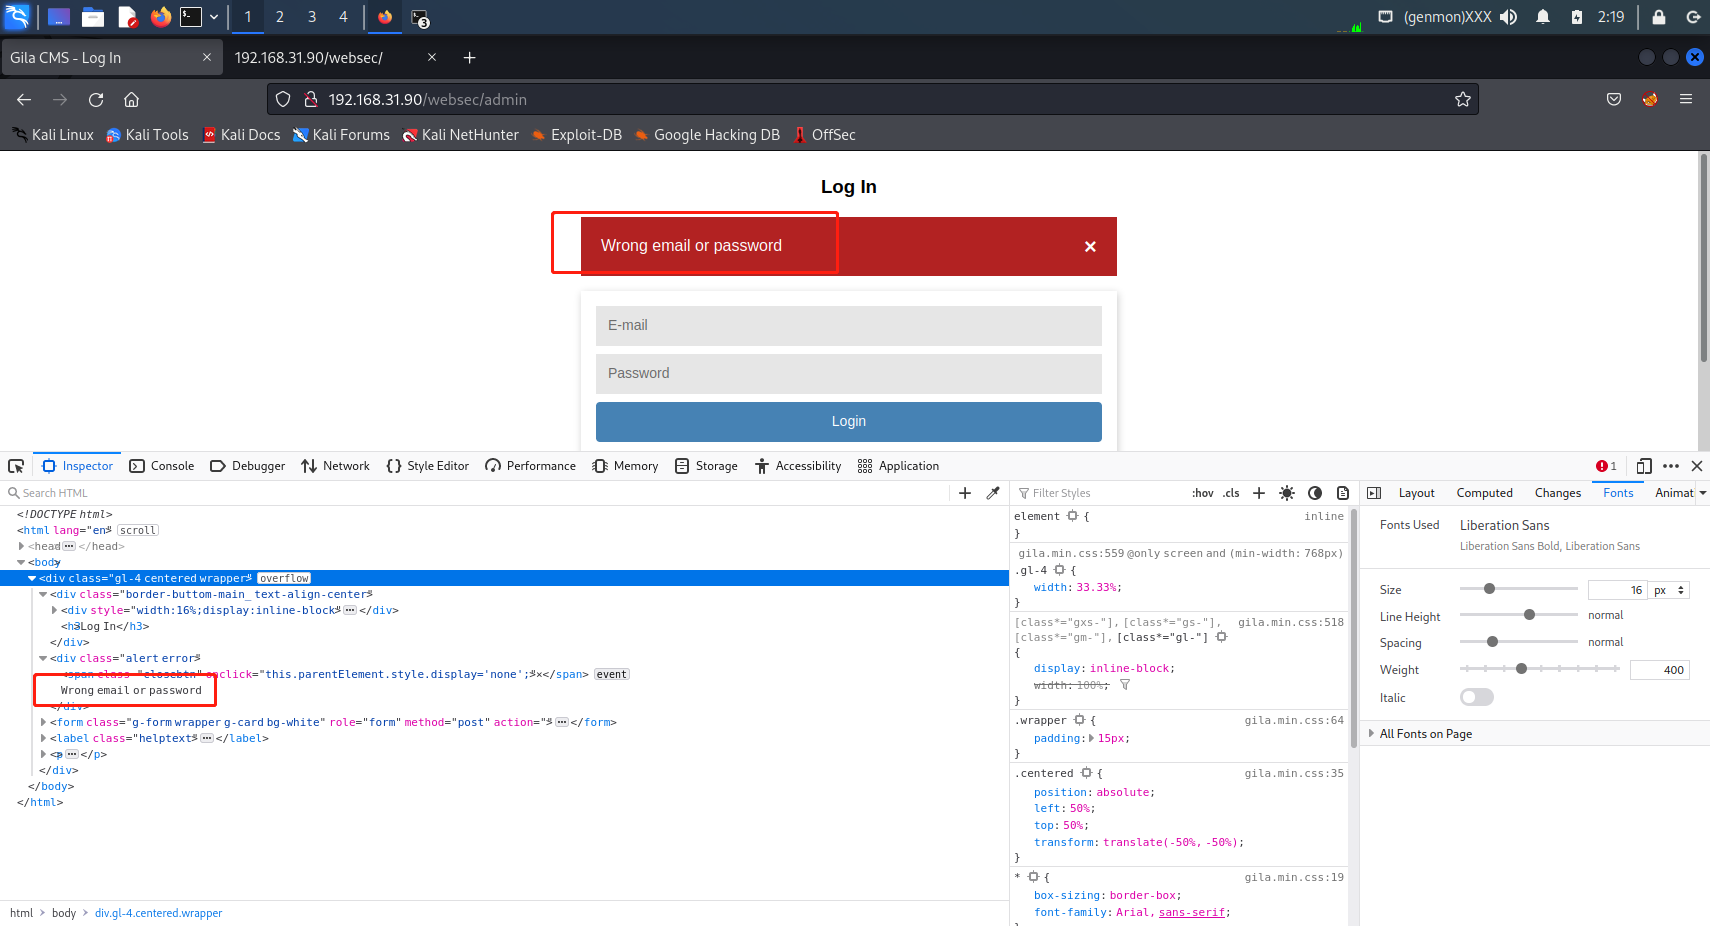 1 2 3 4 3 (genmon)XXX 2:19
Gila CMS - Log In × 192.168.31.90/websec/ × +
192.168.31.90/websec/admin
Kali Linux Kali Tools Kali Docs Kali Forums Kali NetHunter Exploit-DB Google Hacking DB OffSec
Log In
Wrong email or password ×
E-mail
Password
Login
Inspector Console Debugger Network Style Editor Performance Memory Storage Accessibility Application 1
Search HTML
<!DOCTYPE html>
<html lang="en"> scroll
<head> </head>
<body>
<div class="gl-4 centered wrapper"> overflow
<div class="border-buttom-main_ text-align-center">
<div style="width:16%;display:inline-block"> </div>
<h3>Log In</h3>
</div>
<div class="alert error">
<span class="closebtn" onclick="this.parentElement.style.display='none';">×</span> event
Wrong email or password
</div>
<form class="g-form wrapper g-card bg-white" role="form" method="post" action=""> </form>
<label class="helptext"> </label>
<p> </p>
</div>
</body>
</html>
html > body > div.gl-4.centered.wrapper
Filter Styles :hov .cls +
element { inline
}
gila.min.css:559 @only screen and (min-width: 768px)
.gl-4 {
width: 33.33%;
}
[class*="gxs-"], [class*="gs-"], gila.min.css:518
[class*="gm-"], [class*="gl-"]
{
display: inline-block;
width: 100%;
}
.wrapper { gila.min.css:64
padding: 15px;
}
.centered { gila.min.css:35
position: absolute;
left: 50%;
top: 50%;
transform: translate(-50%, -50%);
}
* { gila.min.css:19
box-sizing: border-box;
font-family: Arial, sans-serif;
}
Layout Computed Changes Fonts Animat
Fonts Used Liberation Sans
Liberation Sans Bold, Liberation Sans
Size 16 px
Line Height normal
Spacing normal
Weight 400
Italic
All Fonts on Page